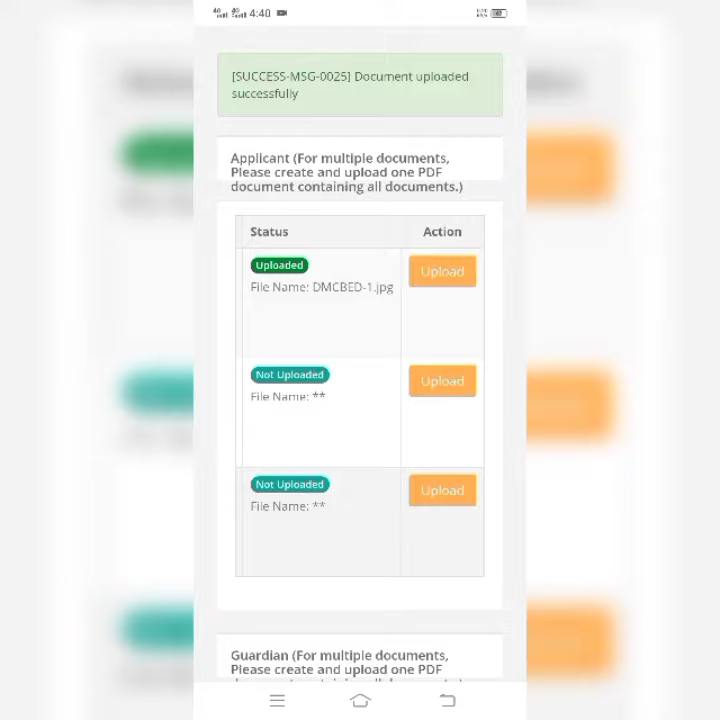 4G 4G 4:40
[SUCCESS-MSG-0025] Document uploaded
successfully
Applicant (For multiple documents,
Please create and upload one PDF
document containing all documents.)
Status Action
Uploaded Upload
File Name: DMCBED-1.jpg
Not Uploaded Upload
File Name: **
Not Uploaded Upload
File Name: **
Guardian (For multiple documents,
Please create and upload one PDF